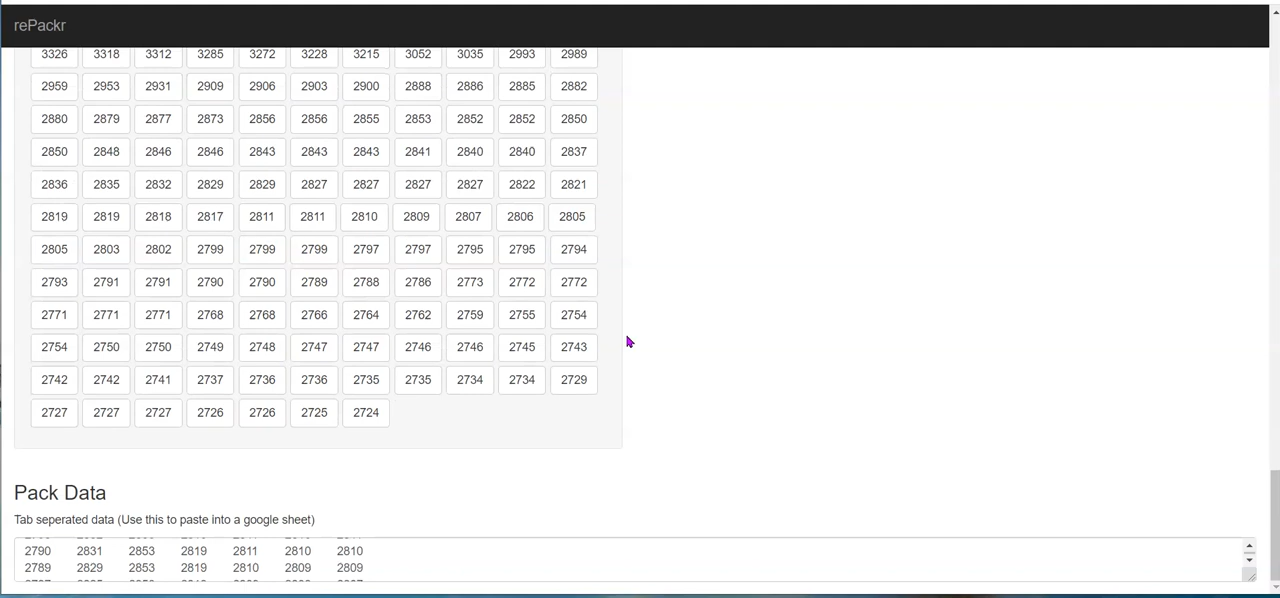 rePackr
3326 3318 3312 3285 3272 3228 3215 3052 3035 2993 2989
2959 2953 2931 2909 2906 2903 2900 2888 2886 2885 2882
2880 2879 2877 2873 2856 2856 2855 2853 2852 2852 2850
2850 2848 2846 2846 2843 2843 2843 2841 2840 2840 2837
2836 2835 2832 2829 2829 2827 2827 2827 2827 2822 2821
2819 2819 2818 2817 2811 2811 2810 2809 2807 2806 2805
2805 2803 2802 2799 2799 2799 2797 2797 2795 2795 2794
2793 2791 2791 2790 2790 2789 2788 2786 2773 2772 2772
2771 2771 2771 2768 2768 2766 2764 2762 2759 2755 2754
2754 2750 2750 2749 2748 2747 2747 2746 2746 2745 2743
2742 2742 2741 2737 2736 2736 2735 2735 2734 2734 2729
2727 2727 2727 2726 2726 2725 2724
Pack Data
Tab seperated data (Use this to paste into a google sheet)
2790 2831 2853 2819 2811 2810 2810
2789 2829 2853 2819 2810 2809 2809